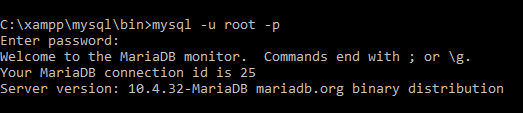 C:\xampp\mysql\bin>mysql -u root -p
Enter password:
Welcome to the MariaDB monitor.  Commands end with ; or \g.
Your MariaDB connection id is 25
Server version: 10.4.32-MariaDB mariadb.org binary distribution